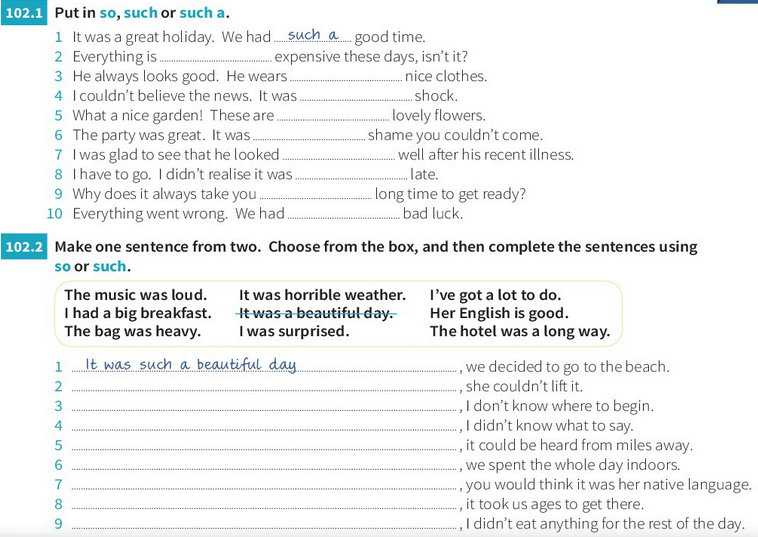 102.1 Put in so, such or such a.
1 It was a great holiday. We had such a good time.
2 Everything is ........................ expensive these days, isn't it?
3 He always looks good. He wears ........................ nice clothes.
4 I couldn't believe the news. It was ........................ shock.
5 What a nice garden! These are ........................ lovely flowers.
6 The party was great. It was ........................ shame you couldn't come.
7 I was glad to see that he looked ........................ well after his recent illness.
8 I have to go. I didn't realise it was ........................ late.
9 Why does it always take you ........................ long time to get ready?
10 Everything went wrong. We had ........................ bad luck.
102.2 Make one sentence from two. Choose from the box, and then complete the sentences using
so or such.
The music was loud. It was horrible weather. I've got a lot to do.
I had a big breakfast. It was a beautiful day. Her English is good.
The bag was heavy. I was surprised. The hotel was a long way.
1 It was such a beautiful day , we decided to go to the beach.
2 ........................ , she couldn't lift it.
3 ........................ , I don't know where to begin.
4 ........................ , I didn't know what to say.
5 ........................ , it could be heard from miles away.
6 ........................ , we spent the whole day indoors.
7 ........................ , you would think it was her native language.
8 ........................ , it took us ages to get there.
9 ........................ , I didn't eat anything for the rest of the day.